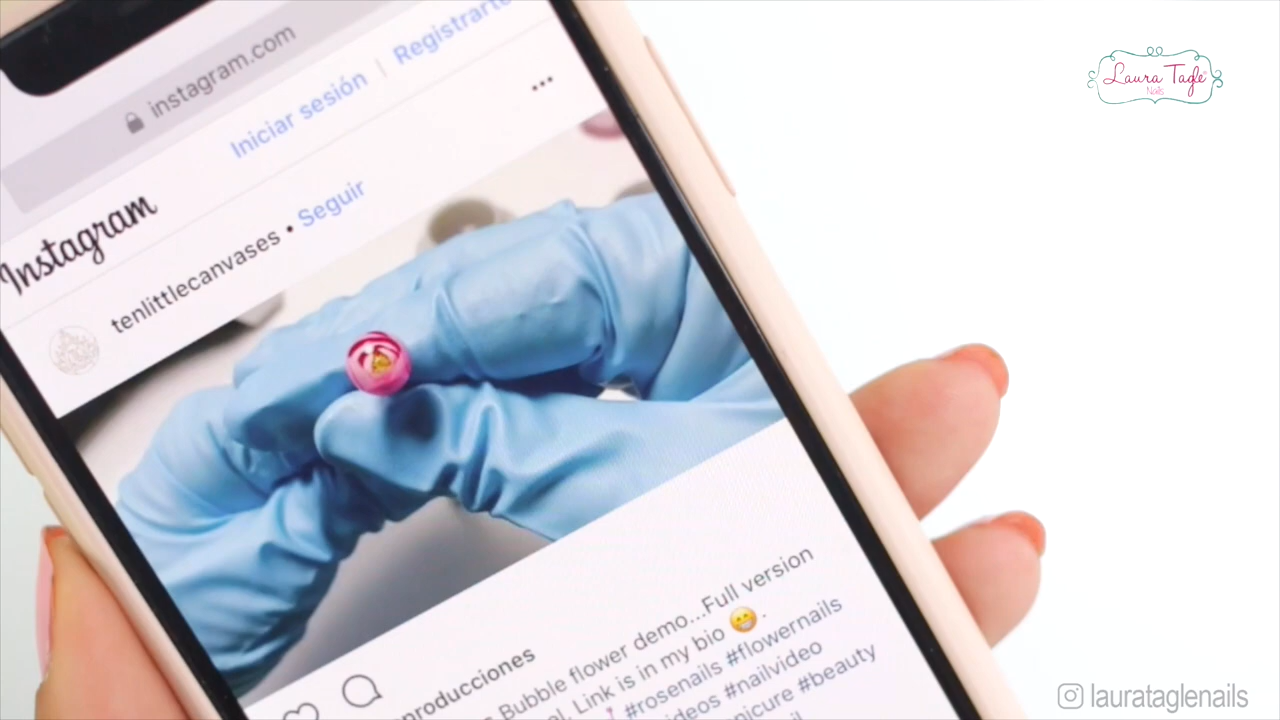 Laura Tagle
Nails
instagram.com
Iniciar sesión | Registrarte
Instagram
tenlittlecanvases • Seguir
...
Bubble flower demo...Full version
Link is in my bio 😁 .
#rosenails #flowernails
#nailvideo
#beauty
laurataglenails